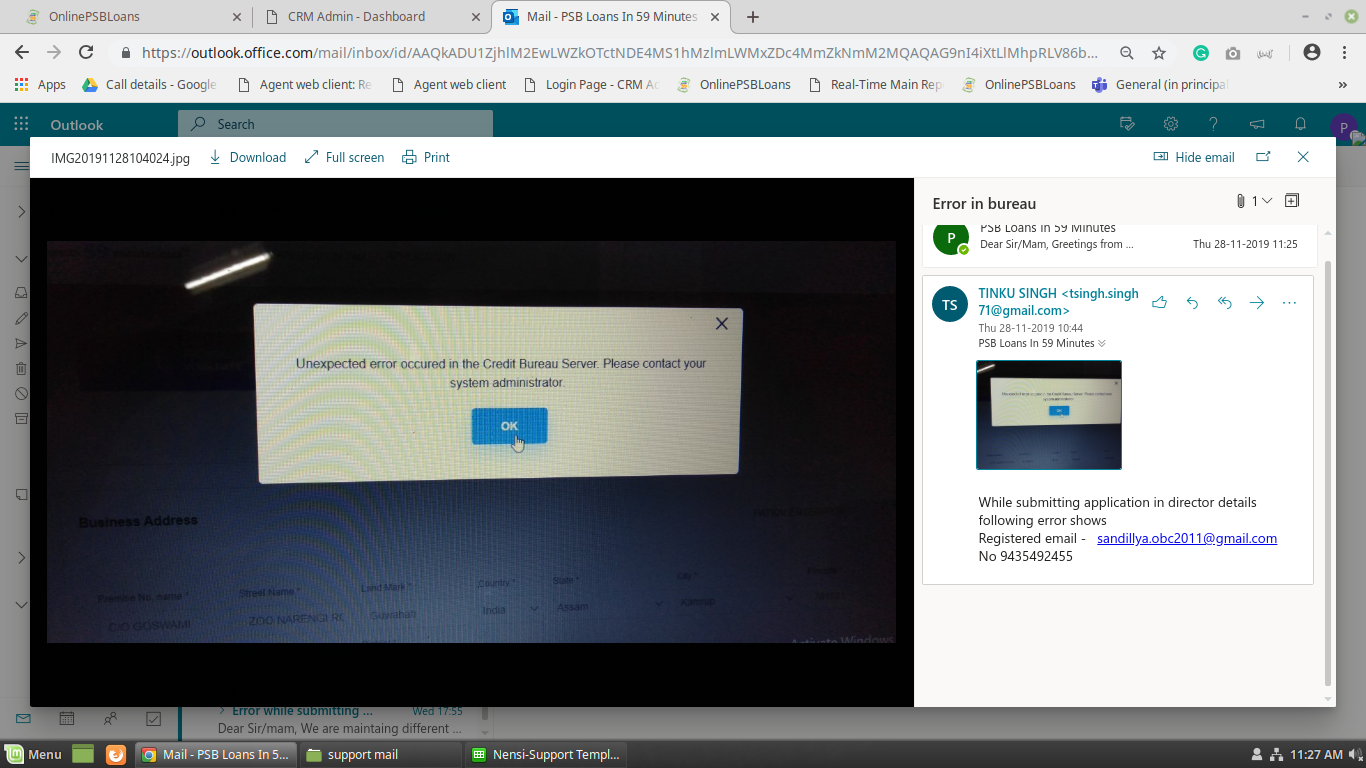 OnlinePSBLoans
CRM Admin - Dashboard
Mail - PSB Loans In 59 Minutes
https://outlook.office.com/mail/inbox/id/AAQkADU1ZjhlM2EwLWZkOTctNDE4MS1hMzlmLWMxZDc4MmZkNmM2MQAQAG9nI4iXtLlMhpRLV86b...
Apps
Call details - Google
Agent web client: Re
Agent web client
Login Page - CRM Ac
OnlinePSBLoans
Real-Time Main Rep
OnlinePSBLoans
General (in principa
»
Outlook
Search
P
IMG20191128104024.jpg
Download
Full screen
Print
Hide email
Unexpected error occured in the Credit Bureau Server. Please contact your
system administrator.
OK
Business Address
Premise No. name *
Street Name *
Land Mark *
Country *
State *
City *
C/O GOSWAMI
ZOO NARENGI RO
Guwahati
India
Assam
Kamrup
Activate Windows
Error in bureau
1
P
PSB Loans In 59 Minutes
Dear Sir/Mam, Greetings from ...
Thu 28-11-2019 11:25
TS
TINKU SINGH <tsingh.singh
71@gmail.com>
Thu 28-11-2019 10:44
PSB Loans In 59 Minutes
While submitting application in director details
following error shows
Registered email - sandillya.obc2011@gmail.com
No 9435492455
Error while submitting ...
Wed 17:55
Dear Sir/mam, We are maintaing different ...
Menu
Mail - PSB Loans In 5...
support mail
Nensi-Support Templ...
11:27 AM